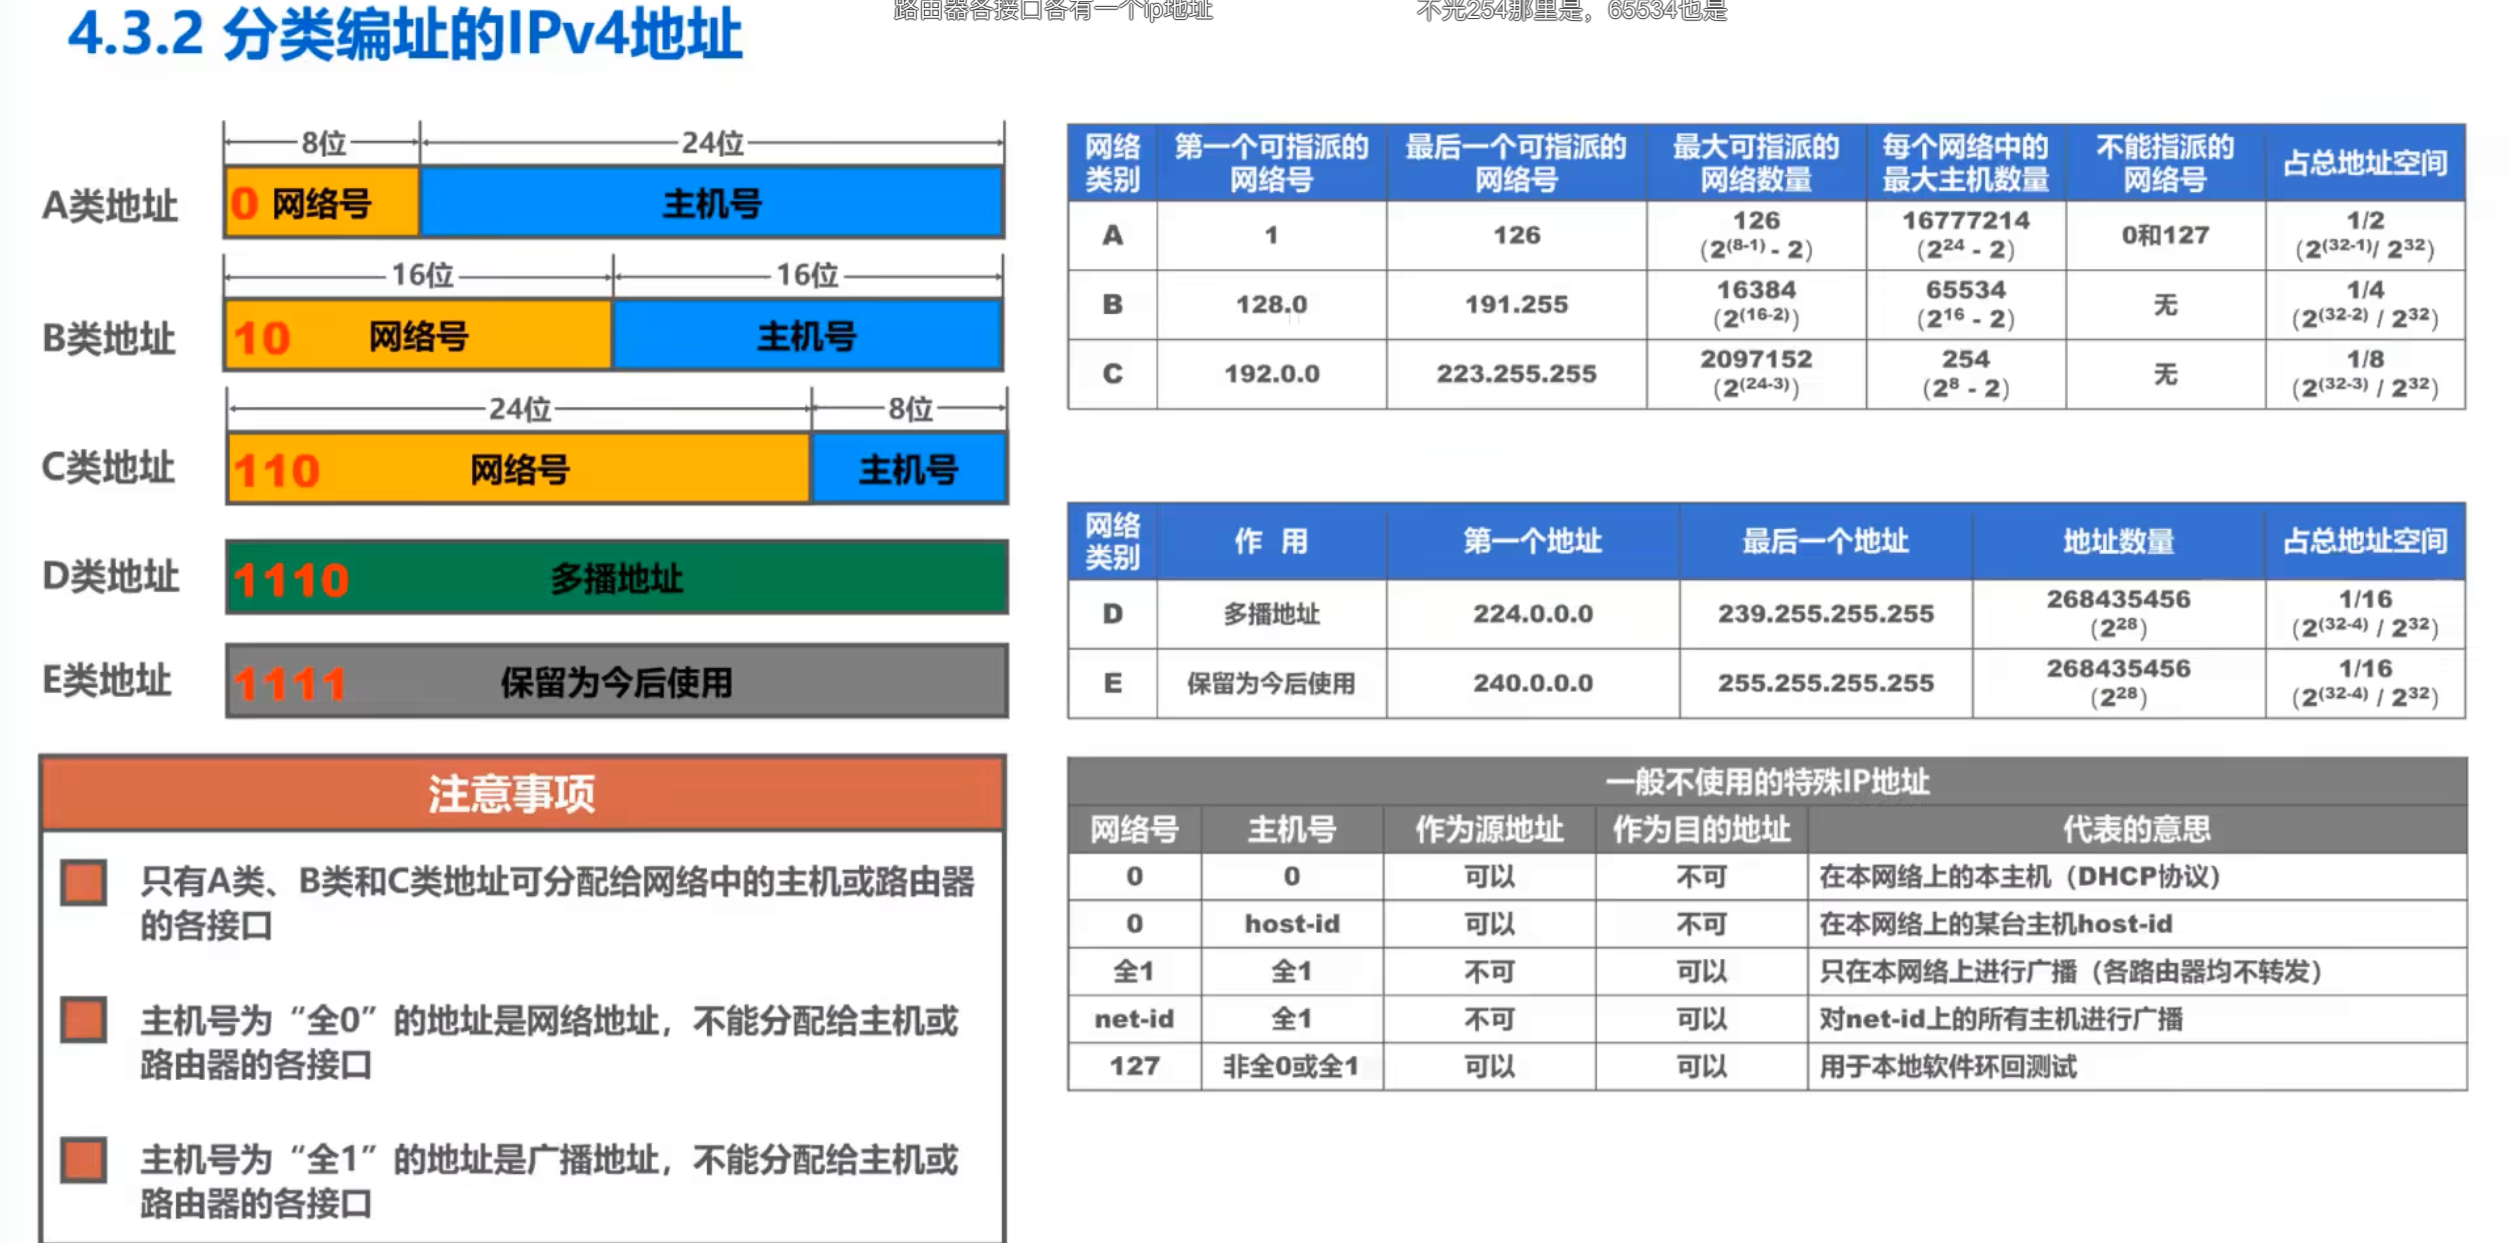 路由器各接口各有一个ip地址
不光254那里是，65534也是
4.3.2 分类编址的IPv4地址
8位
24位
A类地址
0 网络号
主机号
16位
16位
B类地址
10 网络号
主机号
24位
8位
C类地址
110 网络号
主机号
D类地址
1110 多播地址
E类地址
1111 保留为今后使用
注意事项
只有A类、B类和C类地址可分配给网络中的主机或路由器
的各接口
主机号为“全0”的地址是网络地址，不能分配给主机或
路由器的各接口
主机号为“全1”的地址是广播地址，不能分配给主机或
路由器的各接口
网络
类别
第一个可指派的
网络号
最后一个可指派的
网络号
最大可指派的
网络数量
每个网络中的
最大主机数量
不能指派的
网络号
占总地址空间
A
1
126
126
（2^(8-1) - 2）
16777214
（2^24 - 2）
0和127
1/2
（2^(32-1)/ 2^32）
B
128.0
191.255
16384
（2^(16-2)）
65534
（2^16 - 2）
无
1/4
（2^(32-2) / 2^32）
C
192.0.0
223.255.255
2097152
（2^(24-3)）
254
（2^8 - 2）
无
1/8
（2^(32-3) / 2^32）
网络
类别
作 用
第一个地址
最后一个地址
地址数量
占总地址空间
D
多播地址
224.0.0.0
239.255.255.255
268435456
（2^28）
1/16
（2^(32-4) / 2^32）
E
保留为今后使用
240.0.0.0
255.255.255.255
268435456
（2^28）
1/16
（2^(32-4) / 2^32）
一般不使用的特殊IP地址
网络号 主机号 作为源地址 作为目的地址 代表的意思
0 0 可以 不可 在本网络上的本主机（DHCP协议）
0 host-id 可以 不可 在本网络上的某台主机host-id
全1 全1 不可 可以 只在本网络上进行广播（各路由器均不转发）
net-id 全1 不可 可以 对net-id上的所有主机进行广播
127 非全0或全1 可以 可以 用于本地软件环回测试